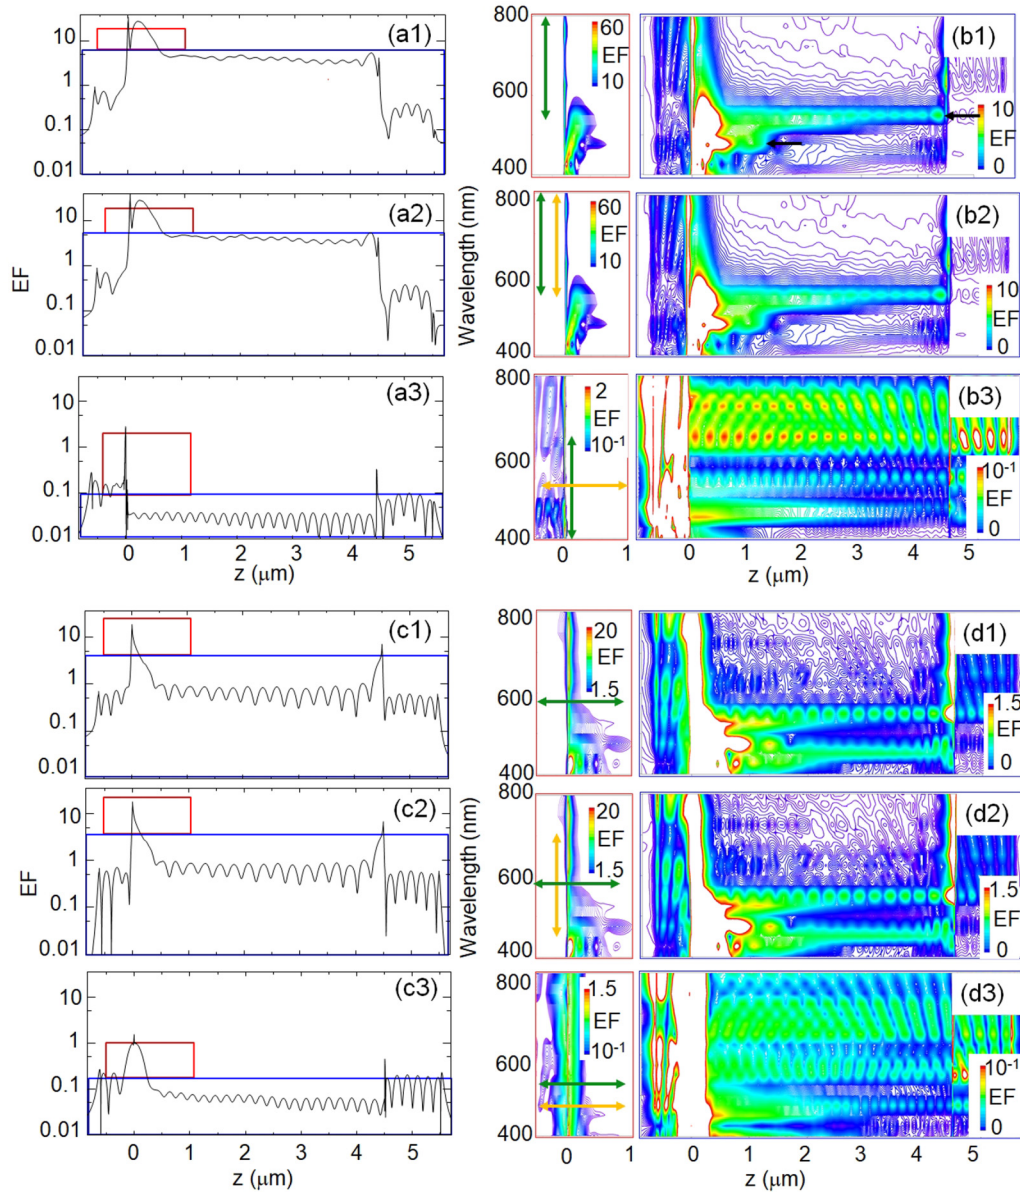 10
1
0.1
0.01
(a1)
10
1
0.1
0.01
(a2)
EF
10
1
0.1
0.01
(a3)
0 1 2 3 4 5
z (μm)
800
600
400
60
EF
10
(b1)
10
EF
0
Wavelength (nm)
800
600
400
60
EF
10
(b2)
10
EF
0
800
600
400
2
EF
10-1
(b3)
10-1
EF
0
0 1 0 1 2 3 4 5
z (μm)
10
1
0.1
0.01
(c1)
10
1
0.1
0.01
(c2)
EF
10
1
0.1
0.01
(c3)
0 1 2 3 4 5
z (μm)
800
600
400
20
EF
1.5
(d1)
1.5
EF
0
Wavelength (nm)
800
600
400
20
EF
1.5
(d2)
1.5
EF
0
800
600
400
1.5
EF
10-1
(d3)
10-1
EF
0
0 1 0 1 2 3 4 5
z (μm)